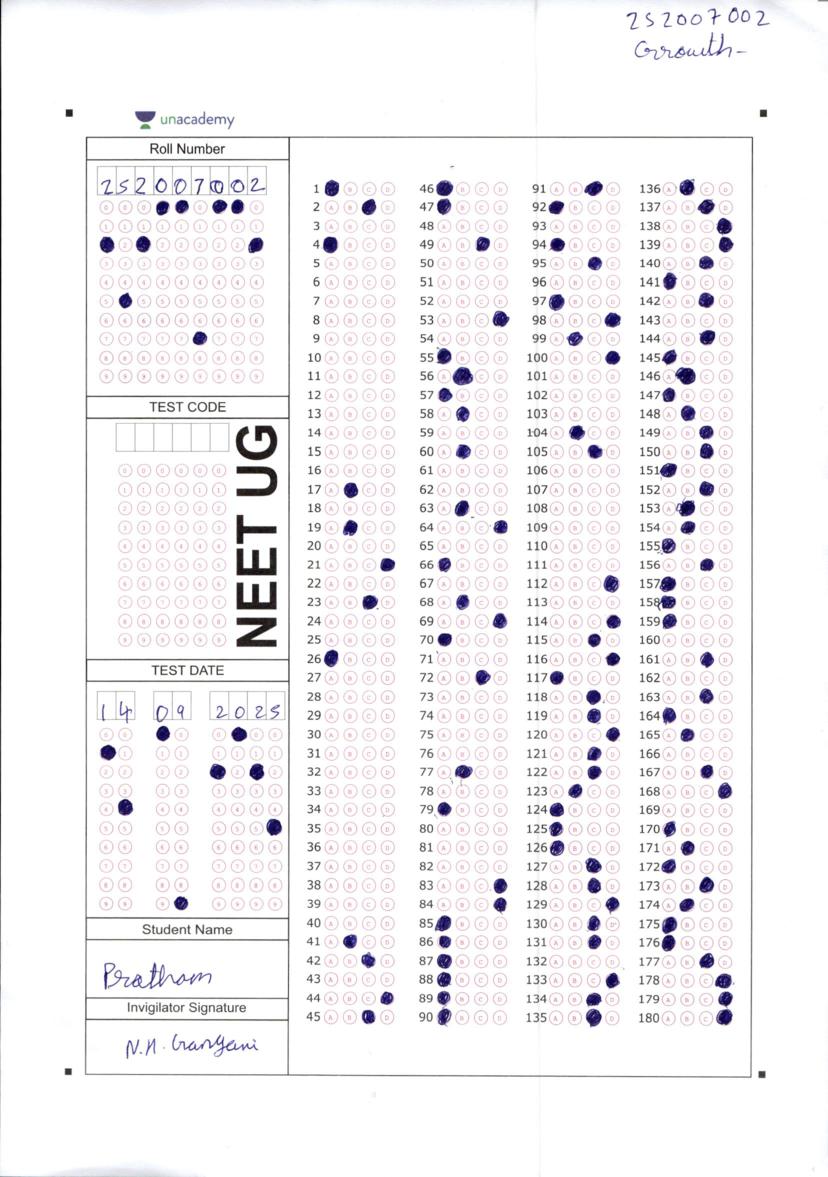 252007002
Growth-
unacademy
Roll Number
252007002
TEST CODE
NEET UG
TEST DATE
14 09 2025
Student Name
Pratham
Invigilator Signature
1 B C D 46 B C D 91 A B D 136 A C D
2 A B D 47 B C D 92 B C D 137 A B D
3 A B C D 48 A B C D 93 A B C D 138 A B C
4 B C D 49 A B D 94 B C D 139 A B C
5 A B C D 50 A B C D 95 A B D 140 A B D
6 A B C D 51 A B C D 96 A B C D 141 B C D
7 A B C D 52 A B C D 97 B C D 142 A B D
8 A B C D 53 A B C 98 A B C 143 A B C D
9 A B C D 54 A B C D 99 A C D 144 A B D
10 A B C D 55 B C D 100 A B C 145 B C D
11 A B C D 56 A C D 101 A B C D 146 A C D
12 A B C D 57 B C D 102 A B C D 147 B C D
13 A B C D 58 A C D 103 A B C D 148 A C D
14 A B C D 59 A B C D 104 A C D 149 A B D
15 A B C D 60 A C D 105 A B D 150 A B D
16 A B C D 61 A B C D 106 A B C D 151 B C D
17 A C D 62 A B C D 107 A B C D 152 A B D
18 A B C D 63 A C D 108 A B C D 153 A C D
19 A C D 64 A B C 109 A B C D 154 A C D
20 A B C D 65 A B C D 110 A B C D 155 B C D
21 A B C 66 B C D 111 A B C D 156 A B D
22 A B C D 67 A B C D 112 A B C 157 B C D
23 A B D 68 A C D 113 A B C D 158 B C D
24 A B C D 69 A B C 114 A B C 159 B C D
25 A B C D 70 B C D 115 A B D 160 A B C D
26 B C D 71 A B C D 116 A B C 161 A B D
27 A B C D 72 A B D 117 B C D 162 A B C D
28 A B C D 73 A B C D 118 A B D 163 A B D
29 A B C D 74 A B C D 119 A B D 164 B C D
30 A B C D 75 A B C D 120 A B C 165 A C D
31 A B C D 76 A B C D 121 A B D 166 A B C D
32 A B C D 77 A C D 122 A B D 167 A B D
33 A B C D 78 A B C D 123 A C D 168 A B C
34 A B C D 79 B C D 124 B C D 169 A B C D
35 A B C D 80 A B C D 125 B C D 170 B C D
36 A B C D 81 A B C D 126 B C D 171 A C D
37 A B C D 82 A B C D 127 A B D 172 B C D
38 A B C D 83 A B C 128 A B D 173 A B D
39 A B C D 84 A B C 129 A B C 174 A C D
40 A B C D 85 B C D 130 A B D 175 B C D
41 A C D 86 B C D 131 A B D 176 B C D
42 A B D 87 B C D 132 A B C D 177 A B D
43 A B C D 88 B C D 133 A B C 178 A B C
44 A B C 89 B C D 134 A B D 179 A B C
45 A B D 90 B C D 135 A B D 180 A B C